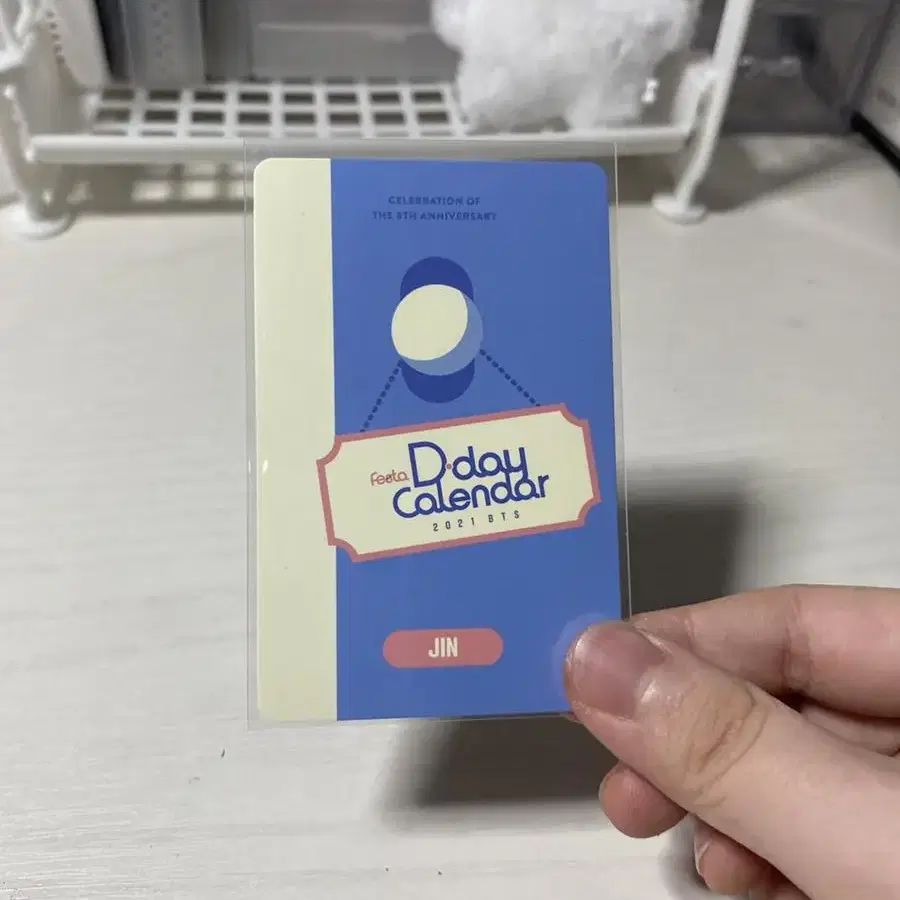 CELEBRATION OF
THE 8TH ANNIVERSARY
Festa D-day
Calendar
2021 BTS
JIN